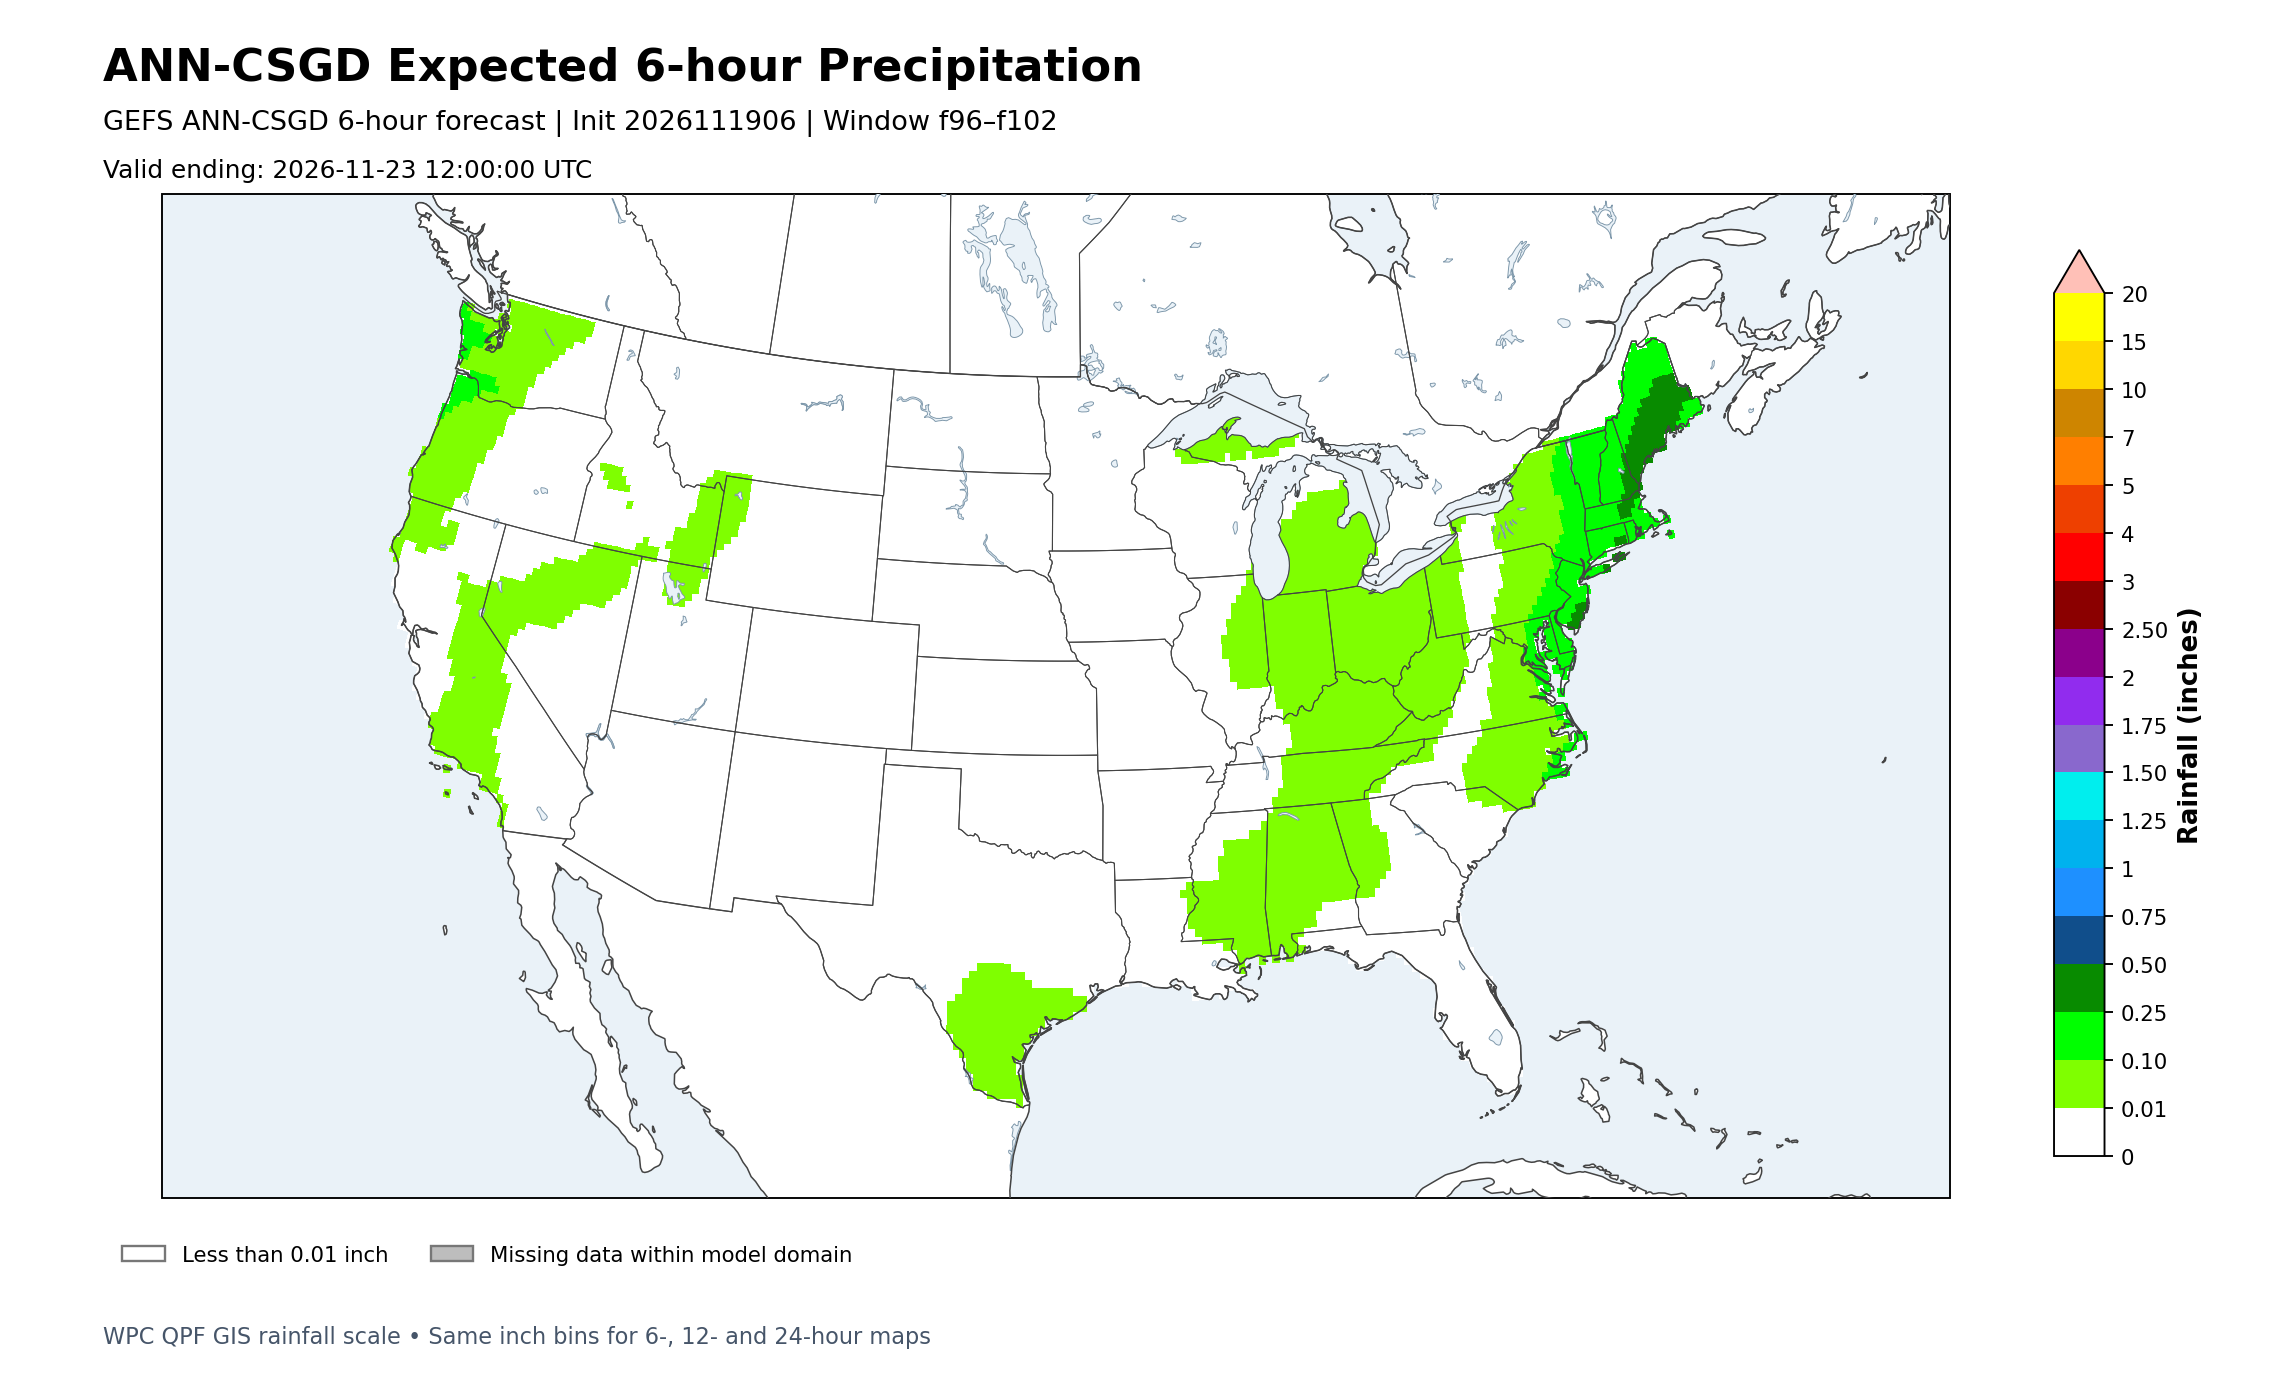 ANN-CSGD Expected 6-hour Precipitation
GEFS ANN-CSGD 6-hour forecast | Init 2026111906 | Window f96–f102
Valid ending: 2026-11-23 12:00:00 UTC
20
15
10
7
5
4
3
2.50
2
1.75
1.50
1.25
1
0.75
0.50
0.25
0.10
0.01
0
Rainfall (inches)
Less than 0.01 inch
Missing data within model domain
WPC QPF GIS rainfall scale • Same inch bins for 6-, 12- and 24-hour maps